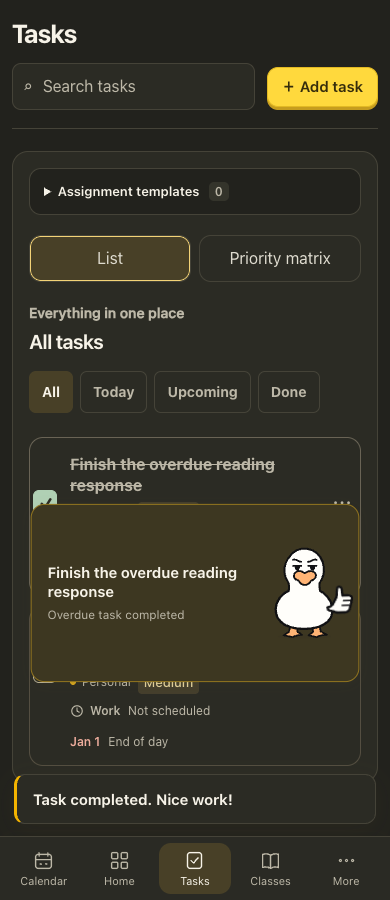 Tasks
Search tasks
+ Add task
Assignment templates 0
List
Priority matrix
Everything in one place
All tasks
All
Today
Upcoming
Done
Finish the overdue reading
response
Finish the overdue reading
response
Overdue task completed
Personal Medium
Work Not scheduled
Jan 1 End of day
Task completed. Nice work!
Calendar
Home
Tasks
Classes
More